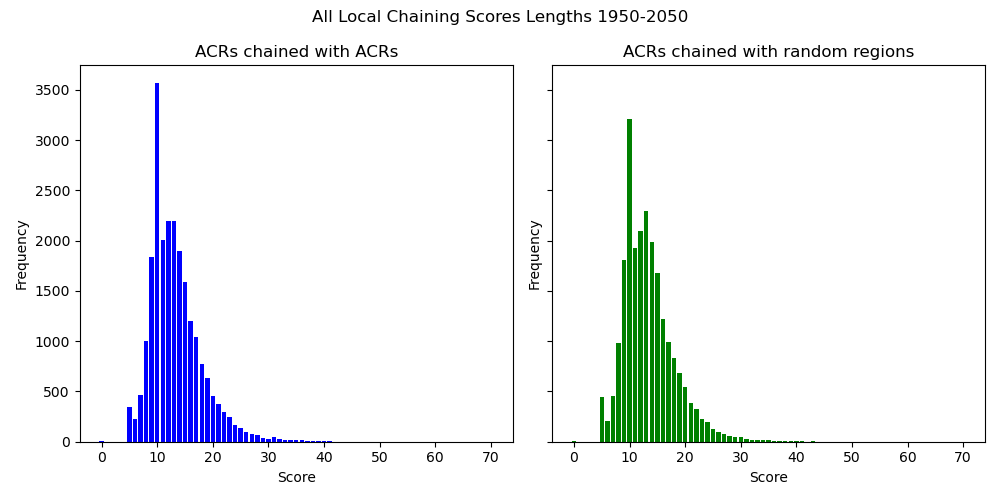 All Local Chaining Scores Lengths 1950-2050
ACRs chained with ACRs
ACRs chained with random regions
Frequency
3500
3000
2500
2000
1500
1000
500
0
0 10 20 30 40 50 60 70
Score
Frequency
0 10 20 30 40 50 60 70
Score